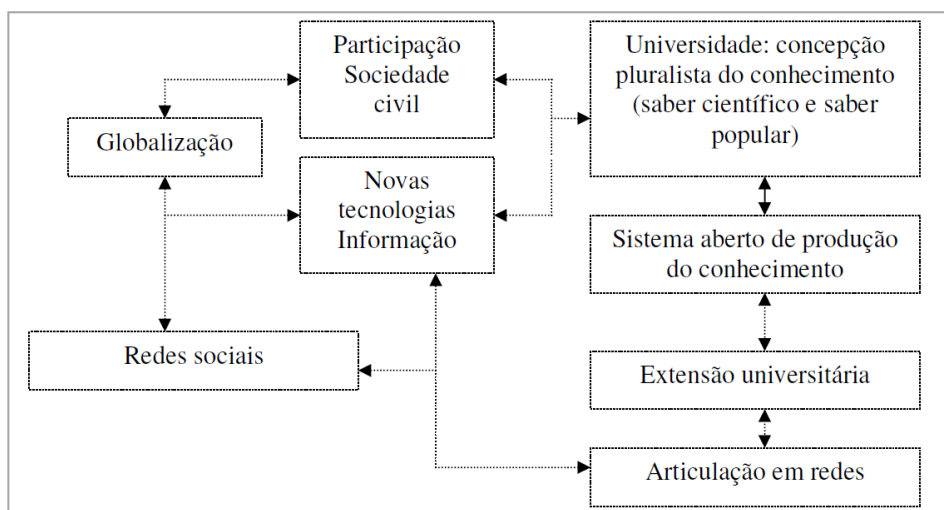 Participação
Sociedade
civil
Universidade: concepção
pluralista do conhecimento
(saber científico e saber
popular)
Globalização
Novas
tecnologias
Informação
Sistema aberto de produção
do conhecimento
Redes sociais
Extensão universitária
Articulação em redes